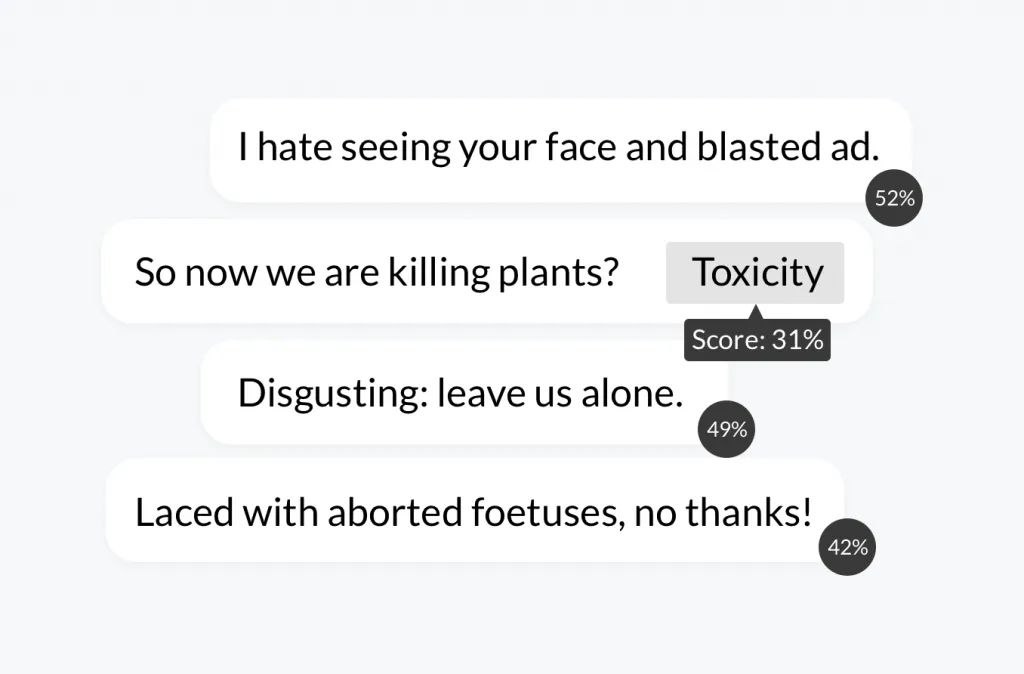 I hate seeing your face and blasted ad.
52%
So now we are killing plants? Toxicity
Score: 31%
Disgusting: leave us alone.
49%
Laced with aborted foetuses, no thanks!
42%